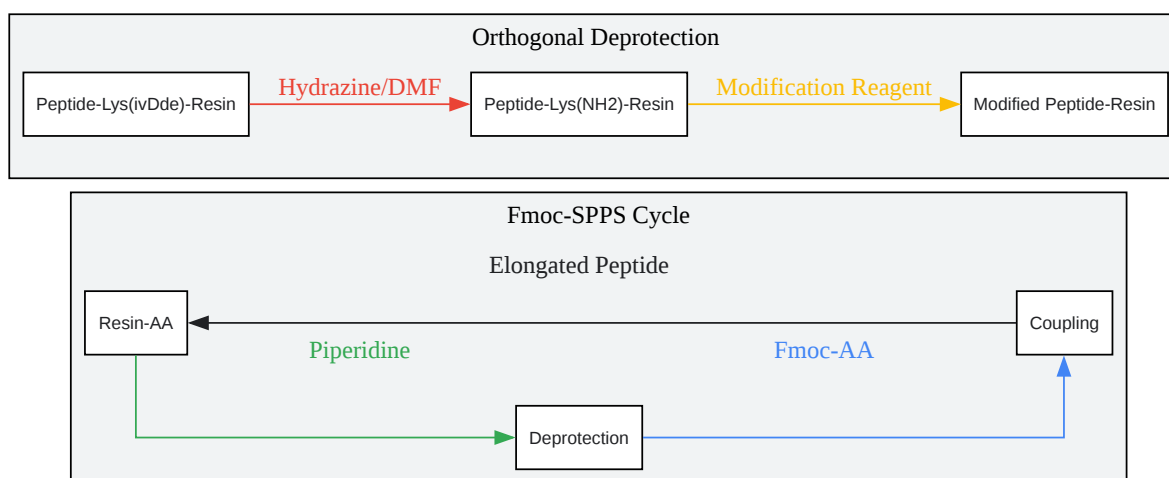 Orthogonal Deprotection
Hydrazine/DMF
Modification Reagent
Peptide-Lys(ivDde)-Resin
Peptide-Lys(NH2)-Resin
Modified Peptide-Resin
Fmoc-SPPS Cycle
Elongated Peptide
Resin-AA
Coupling
Piperidine
Fmoc-AA
Deprotection